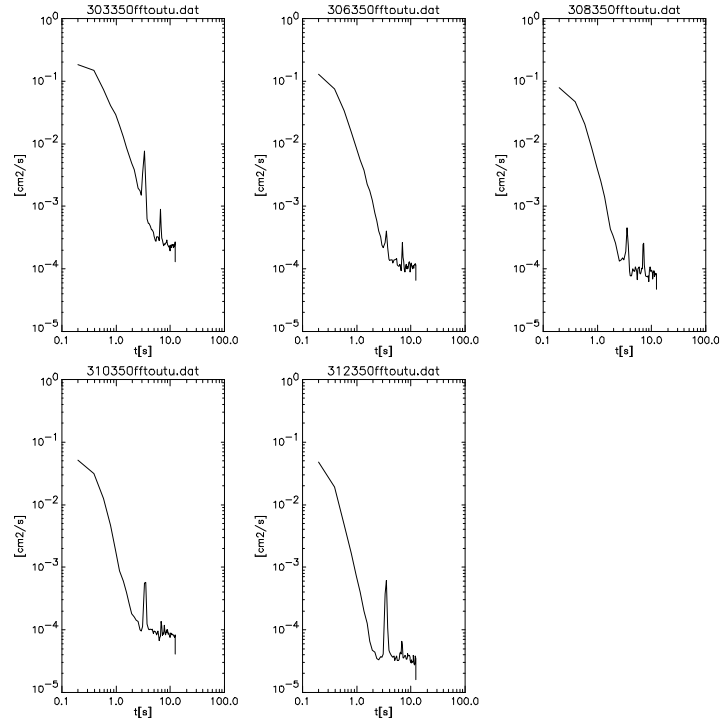 303350fftoutu.dat
10^0
10^-1
10^-2
10^-3
10^-4
10^-5
[cm2/s]
0.1 1.0 10.0 100.0
t[s]
306350fftoutu.dat
10^0
10^-1
10^-2
10^-3
10^-4
10^-5
[cm2/s]
0.1 1.0 10.0 100.0
t[s]
308350fftoutu.dat
10^0
10^-1
10^-2
10^-3
10^-4
10^-5
[cm2/s]
0.1 1.0 10.0 100.0
t[s]
310350fftoutu.dat
10^0
10^-1
10^-2
10^-3
10^-4
10^-5
[cm2/s]
0.1 1.0 10.0 100.0
t[s]
312350fftoutu.dat
10^0
10^-1
10^-2
10^-3
10^-4
10^-5
[cm2/s]
0.1 1.0 10.0 100.0
t[s]